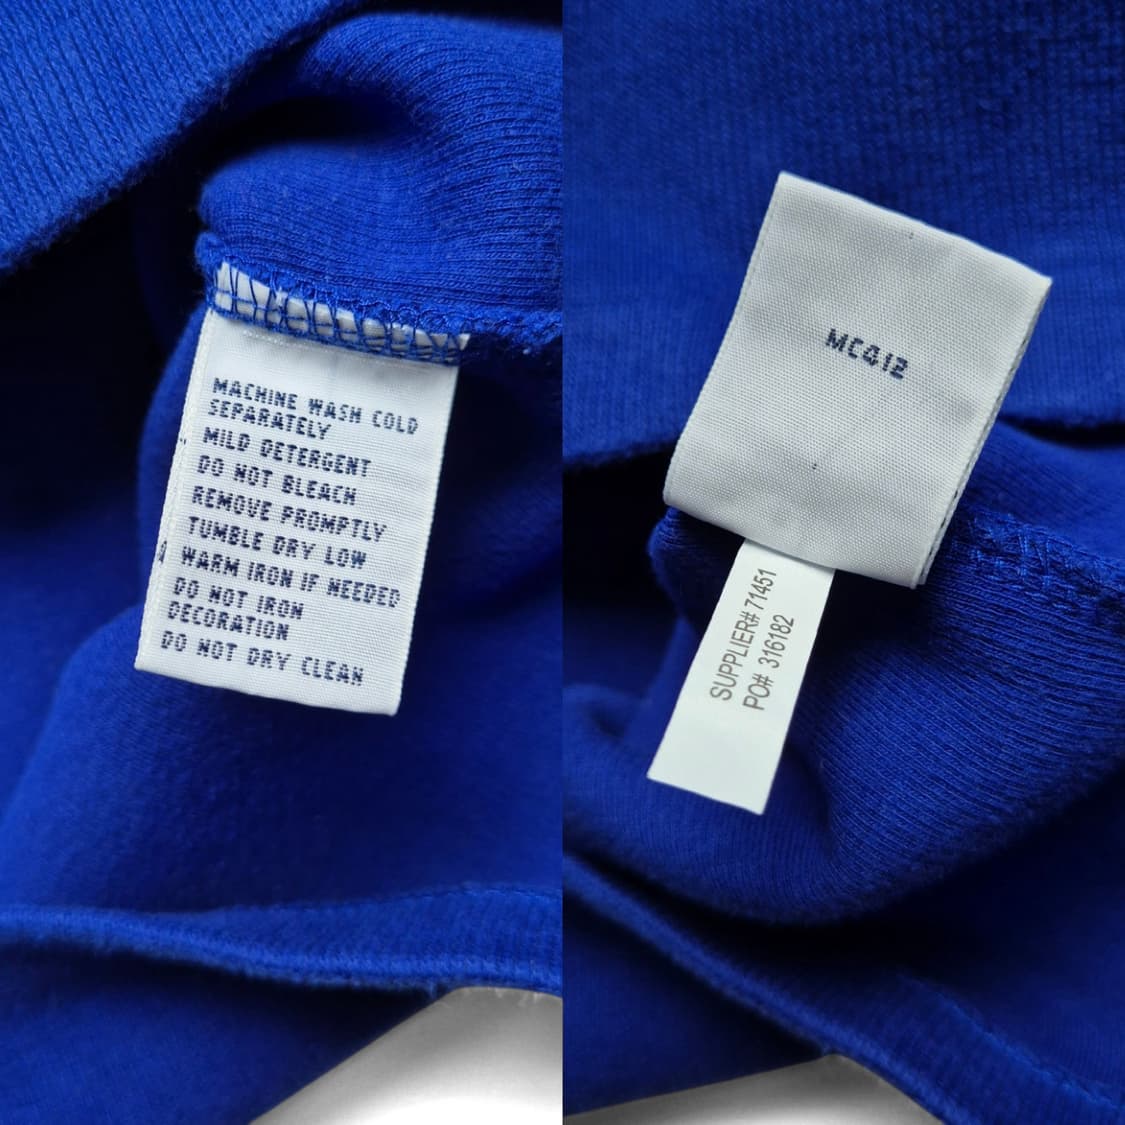 MACHINE WASH COLD
SEPARATELY
MILD DETERGENT
DO NOT BLEACH
REMOVE PROMPTLY
TUMBLE DRY LOW
WARM IRON IF NEEDED
DO NOT IRON
DECORATION
DO NOT DRY CLEAN
MC412
SUPPLIER# 71451
PO# 316182